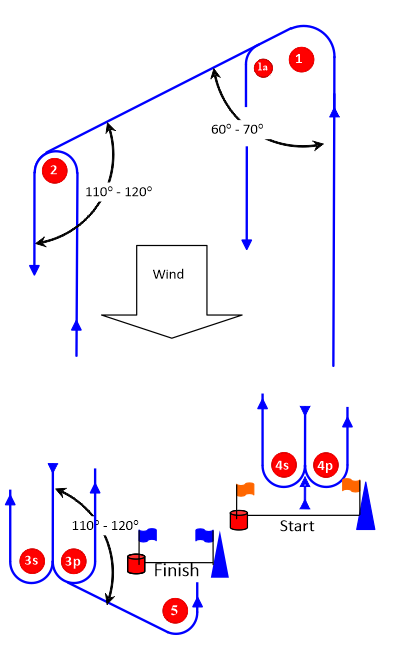 1
1a
60° - 70°
2
110° - 120°
Wind
4s
4p
Start
110° - 120°
3s
3p
Finish
5